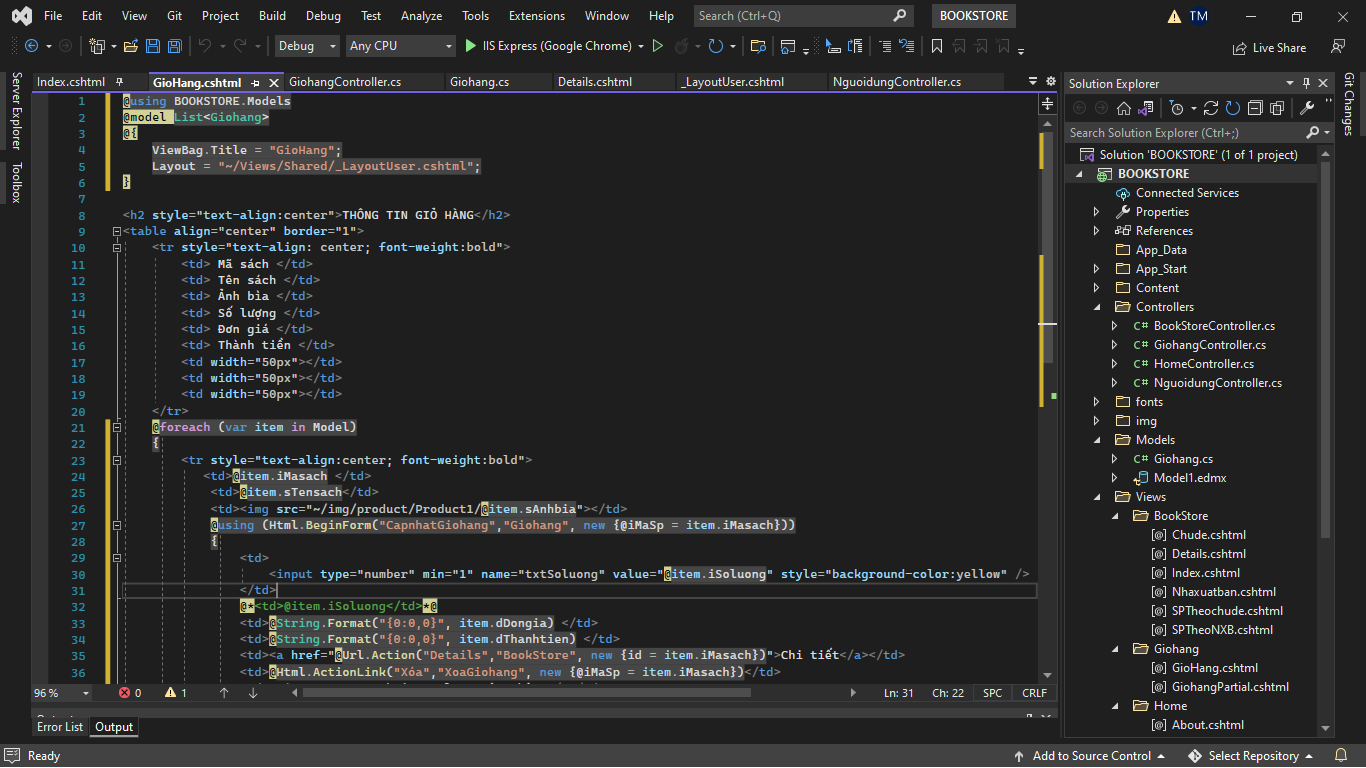 File Edit View Git Project Build Debug Test Analyze Tools Extensions Window Help Search (Ctrl+Q) BOOKSTORE TM
Debug Any CPU IIS Express (Google Chrome) Live Share
Server Explorer
Toolbox
Index.cshtml GioHang.cshtml GiohangController.cs Giohang.cs Details.cshtml _LayoutUser.cshtml NguoidungController.cs
1 @using BOOKSTORE.Models
2 @model List<Giohang>
3 @{
4 ViewBag.Title = "GioHang";
5 Layout = "~/Views/Shared/_LayoutUser.cshtml";
6 }
7
8 <h2 style="text-align:center">THÔNG TIN GIỎ HÀNG</h2>
9 <table align="center" border="1">
10 <tr style="text-align: center; font-weight:bold">
11 <td> Mã sách </td>
12 <td> Tên sách </td>
13 <td> Ảnh bìa </td>
14 <td> Số lượng </td>
15 <td> Đơn giá </td>
16 <td> Thành tiền </td>
17 <td width="50px"></td>
18 <td width="50px"></td>
19 <td width="50px"></td>
20 </tr>
21 @foreach (var item in Model)
22 {
23 <tr style="text-align:center; font-weight:bold">
24 <td>@item.iMasach </td>
25 <td>@item.sTensach</td>
26 <td><img src="~/img/product/Product1/@item.sAnhbia"></td>
27 @using (Html.BeginForm("CapnhatGiohang","Giohang", new {@iMaSp = item.iMasach}))
28 {
29 <td>
30 <input type="number" min="1" name="txtSoluong" value="@item.iSoluong" style="background-color:yellow" />
31 </td>
32 @*<td>@item.iSoluong</td>*@
33 <td>@String.Format("{0:0,0}", item.dDongia) </td>
34 <td>@String.Format("{0:0,0}", item.dThanhtien) </td>
35 <td><a href="@Url.Action("Details","BookStore", new {id = item.iMasach})">Chi tiết</a></td>
36 <td>@Html.ActionLink("Xóa","XoaGiohang", new {@iMaSp = item.iMasach})</td>
96 % 0 1 Ln: 31 Ch: 22 SPC CRLF
Error List Output
Ready Add to Source Control Select Repository
Solution Explorer
Search Solution Explorer (Ctrl+;)
Solution 'BOOKSTORE' (1 of 1 project)
BOOKSTORE
Connected Services
Properties
References
App_Data
App_Start
Content
Controllers
C# BookStoreController.cs
C# GiohangController.cs
C# HomeController.cs
C# NguoidungController.cs
fonts
img
Models
C# Giohang.cs
Model1.edmx
Views
BookStore
[@] Chude.cshtml
[@] Details.cshtml
[@] Index.cshtml
[@] Nhaxuatban.cshtml
[@] SPTheochude.cshtml
[@] SPTheoNXB.cshtml
Giohang
[@] GioHang.cshtml
[@] GiohangPartial.cshtml
Home
[@] About.cshtml
Git Changes